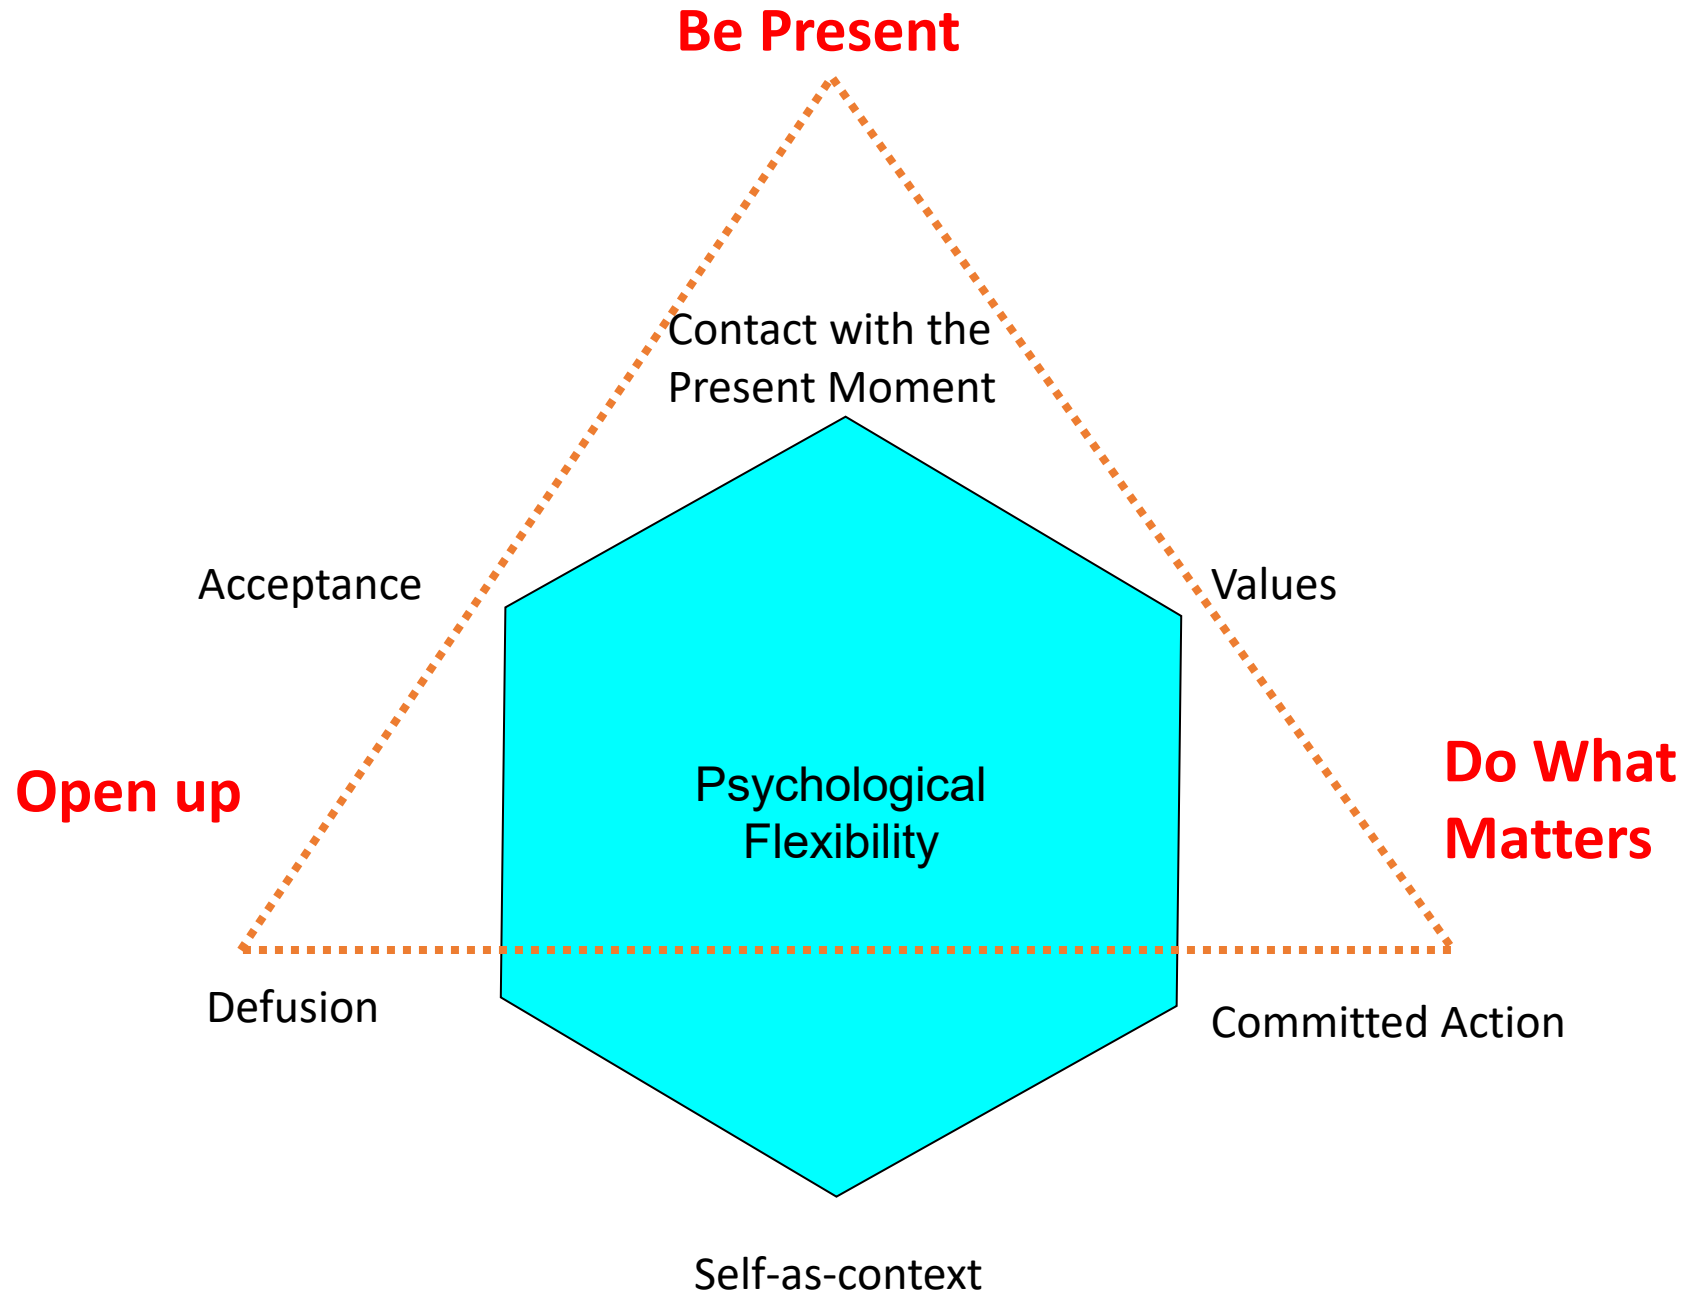 Be Present
Contact with the
Present Moment
Acceptance
Values
Open up
Do What
Matters
Psychological
Flexibility
Defusion
Committed Action
Self-as-context